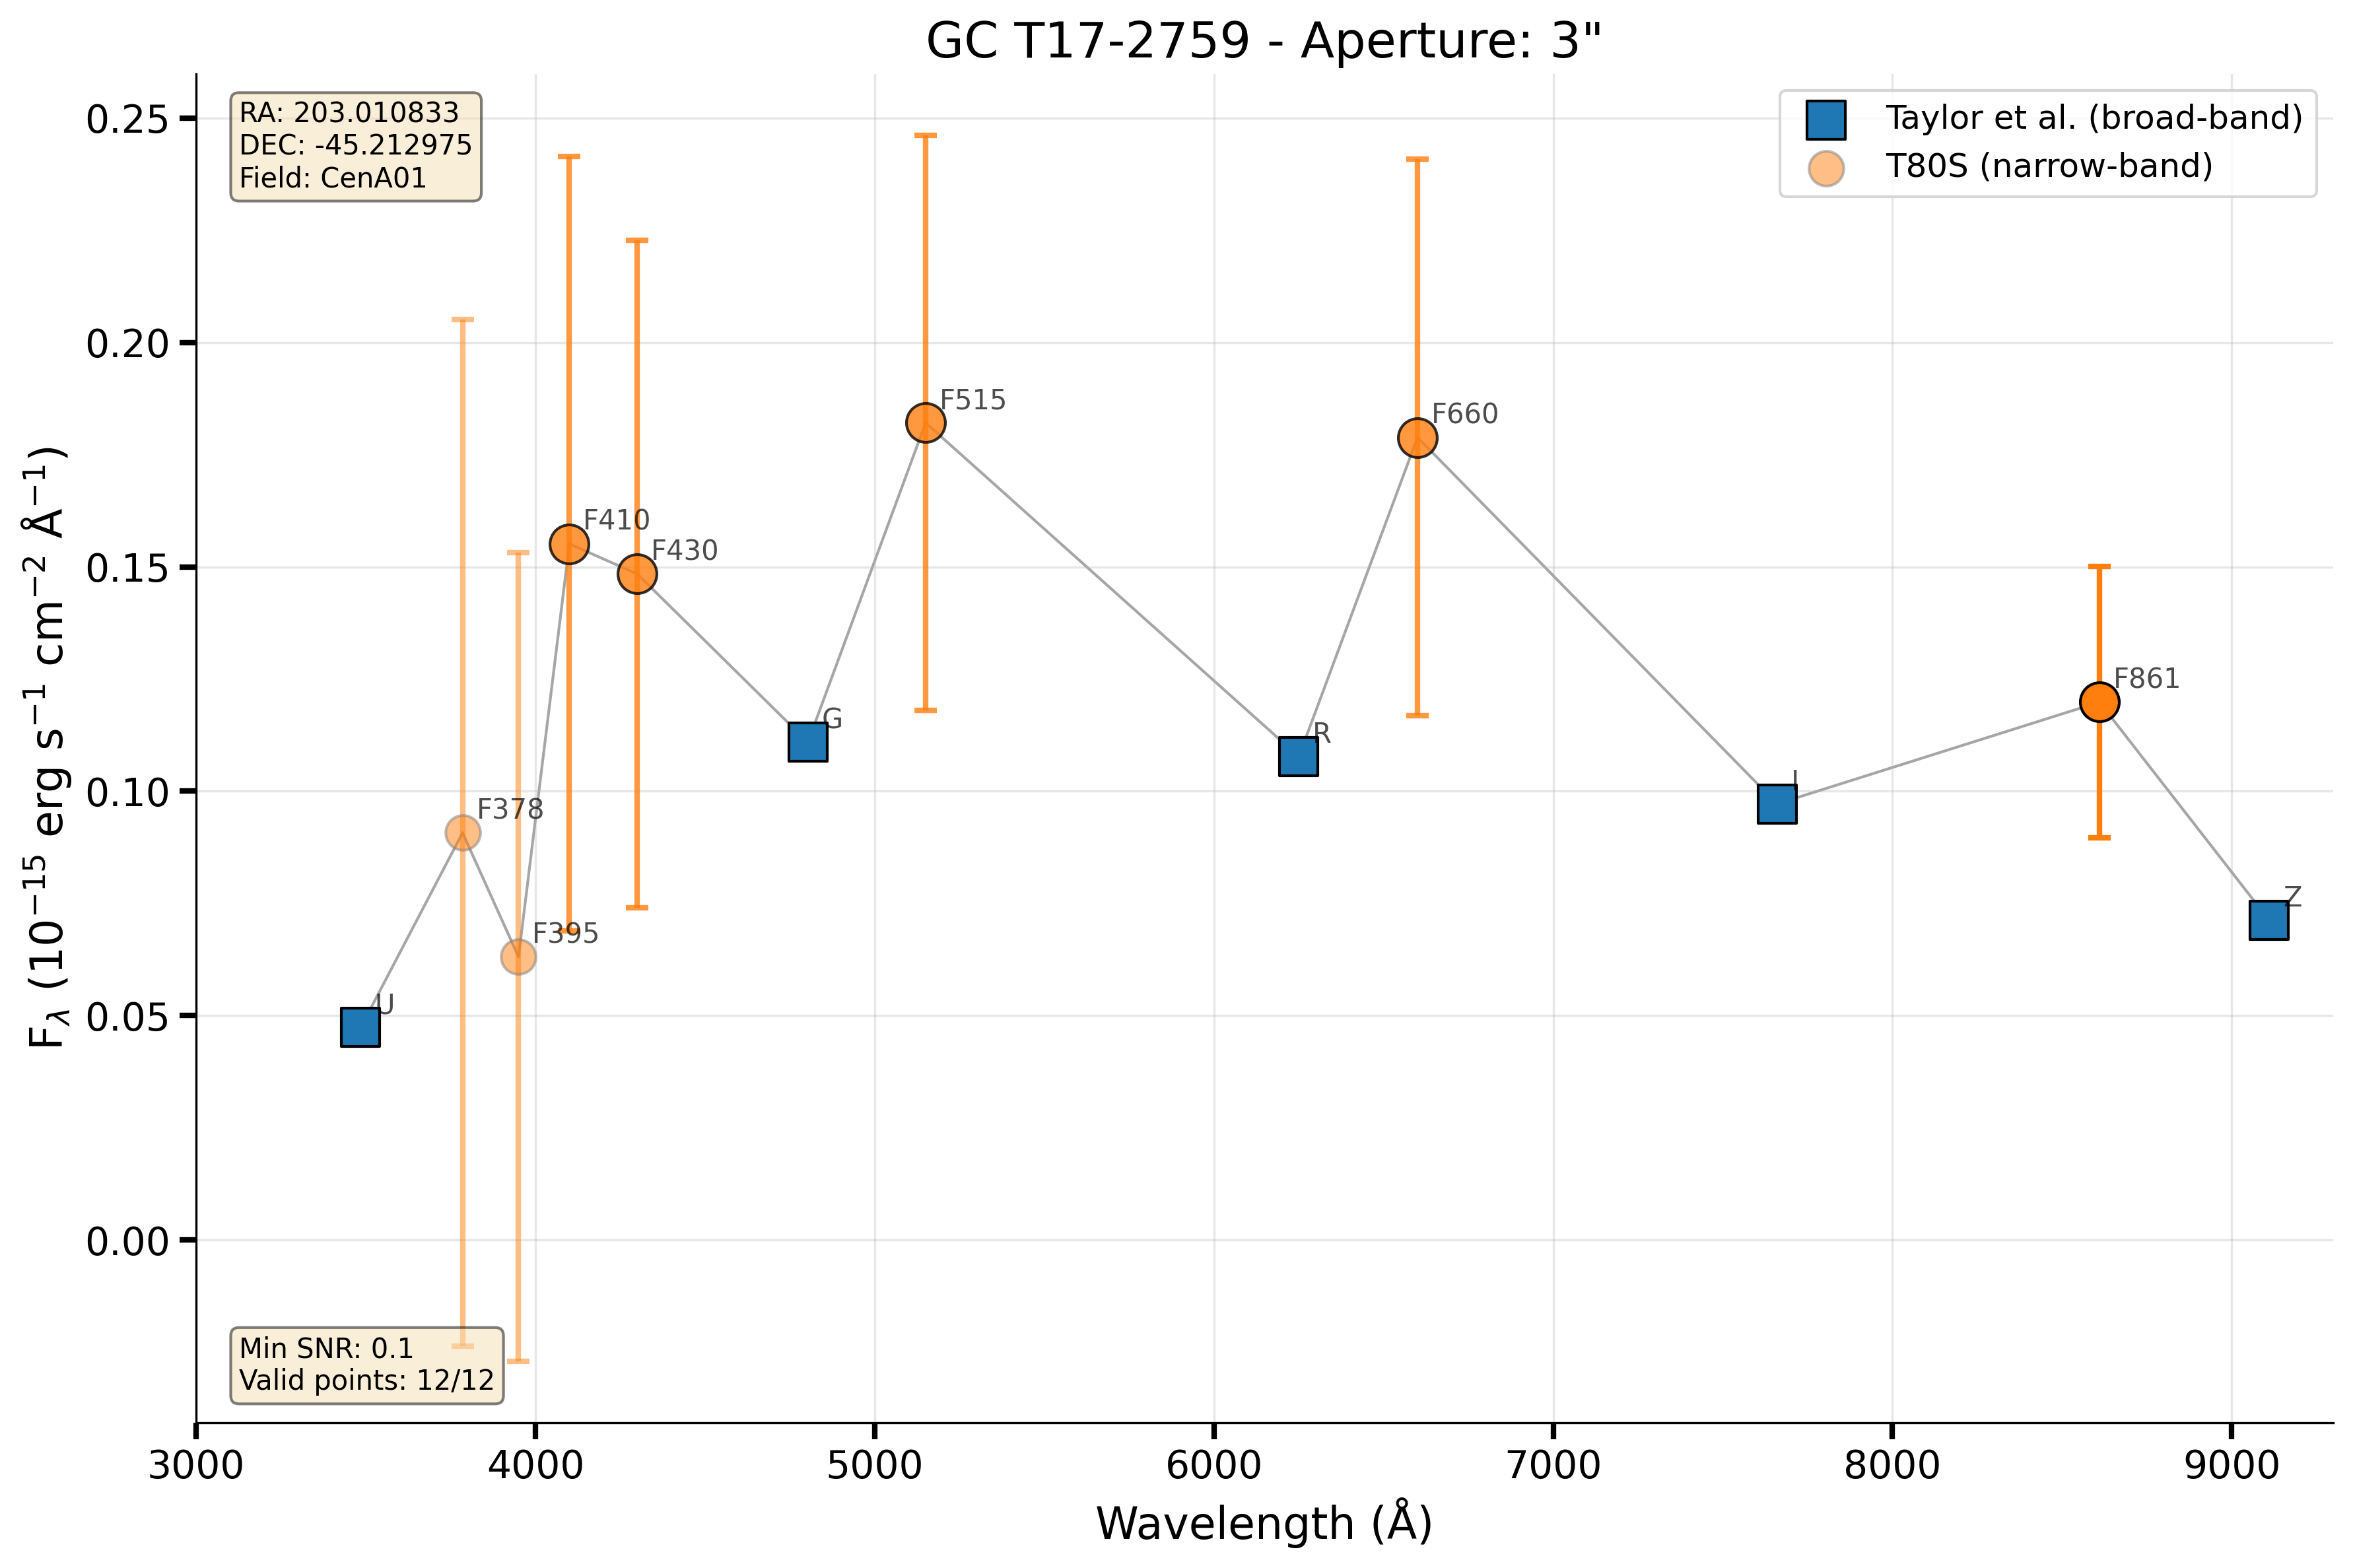 GC T17-2759 - Aperture: 3"
RA: 203.010833
DEC: -45.212975
Field: CenA01
Taylor et al. (broad-band)
T80S (narrow-band)
0.25
0.20
0.15
0.10
0.05
0.00
F$_λ$ (10$^{-15}$ erg s$^{-1}$ cm$^{-2}$ Å$^{-1}$)
U
F378
F395
F410
F430
G
F515
R
F660
I
F861
Z
Min SNR: 0.1
Valid points: 12/12
3000 4000 5000 6000 7000 8000 9000
Wavelength (Å)